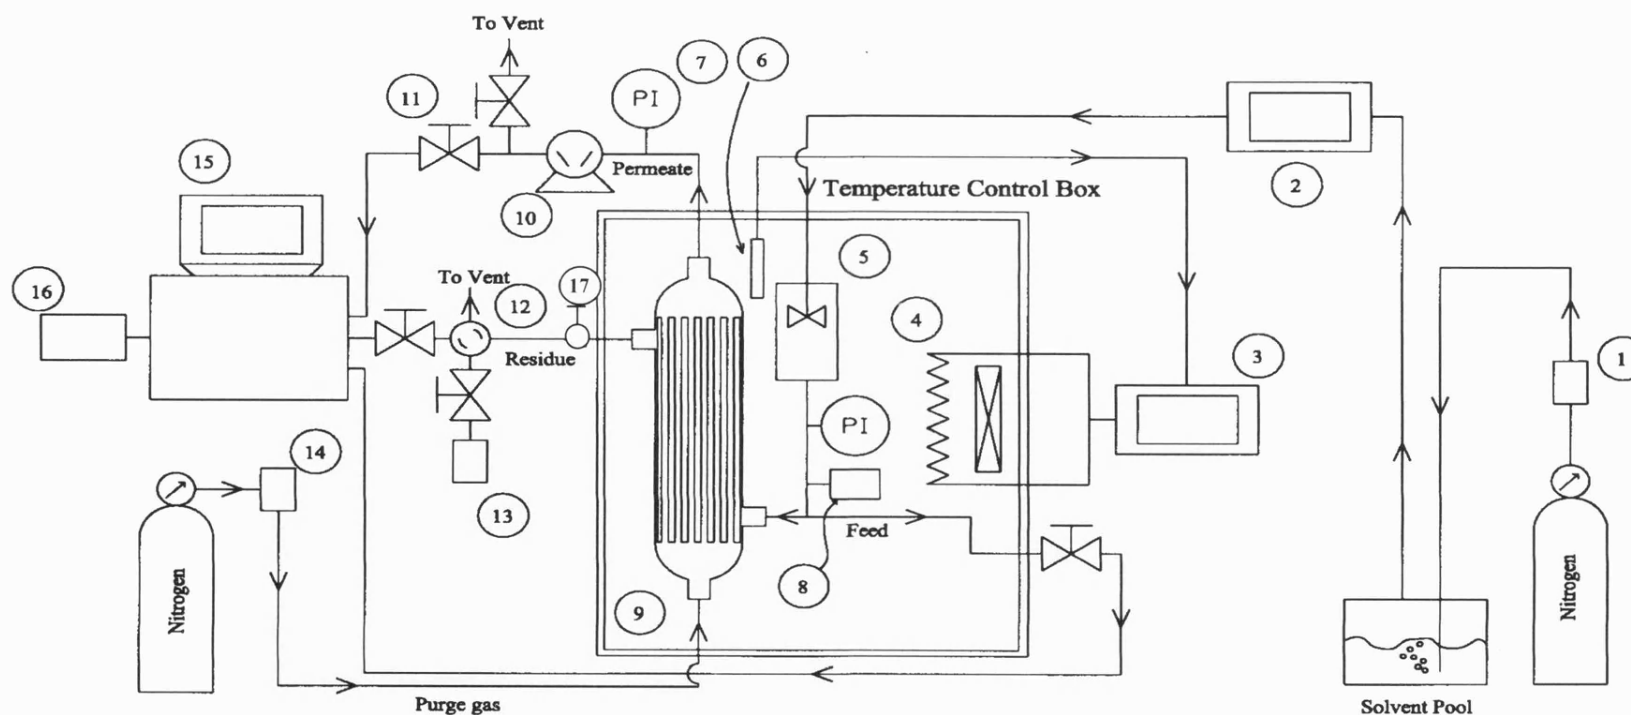 To Vent
7
6
11
PI
15
Permeate
2
10
Temperature Control Box
5
To Vent
16
12
17
4
Residue
3
1
PI
14
13
Feed
8
9
Nitrogen
Nitrogen
Purge gas
Solvent Pool